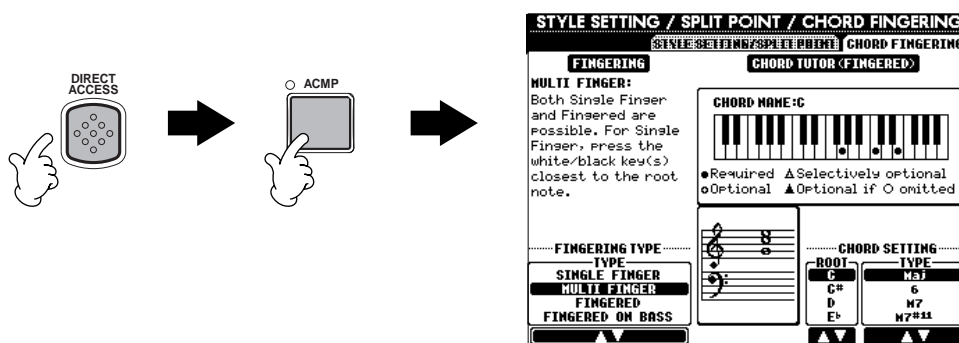 DIRECT
ACCESS
ACMP
STYLE SETTING / SPLIT POINT / CHORD FINGERING
STYLE SETTING/SPLIT POINT CHORD FINGERING
FINGERING
CHORD TUTOR (FINGERED)
MULTI FINGER:
Both Single Finger
and Fingered are
possible. For Single
Finger, press the
white/black key(s)
closest to the root
note.
CHORD NAME:C
●Required △Selectively optional
○Optional ▲Optional if ○ omitted
FINGERING TYPE
TYPE
SINGLE FINGER
MULTI FINGER
FINGERED
FINGERED ON BASS
CHORD SETTING
ROOT
C
C#
D
E♭
TYPE
Maj
6
M7
M7#11